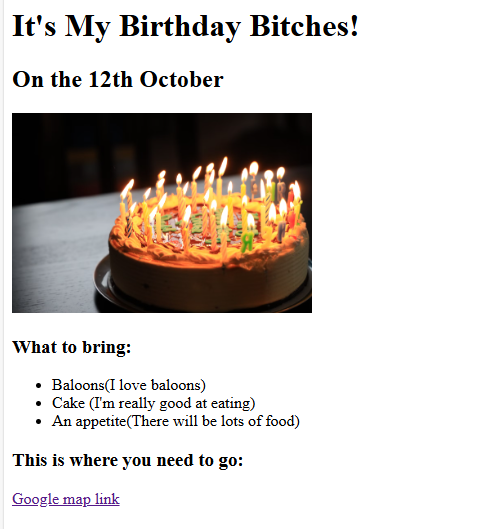 It's My Birthday Bitches!
On the 12th October
What to bring:
Baloons(I love baloons)
Cake (I'm really good at eating)
An appetite(There will be lots of food)
This is where you need to go:
Google map link